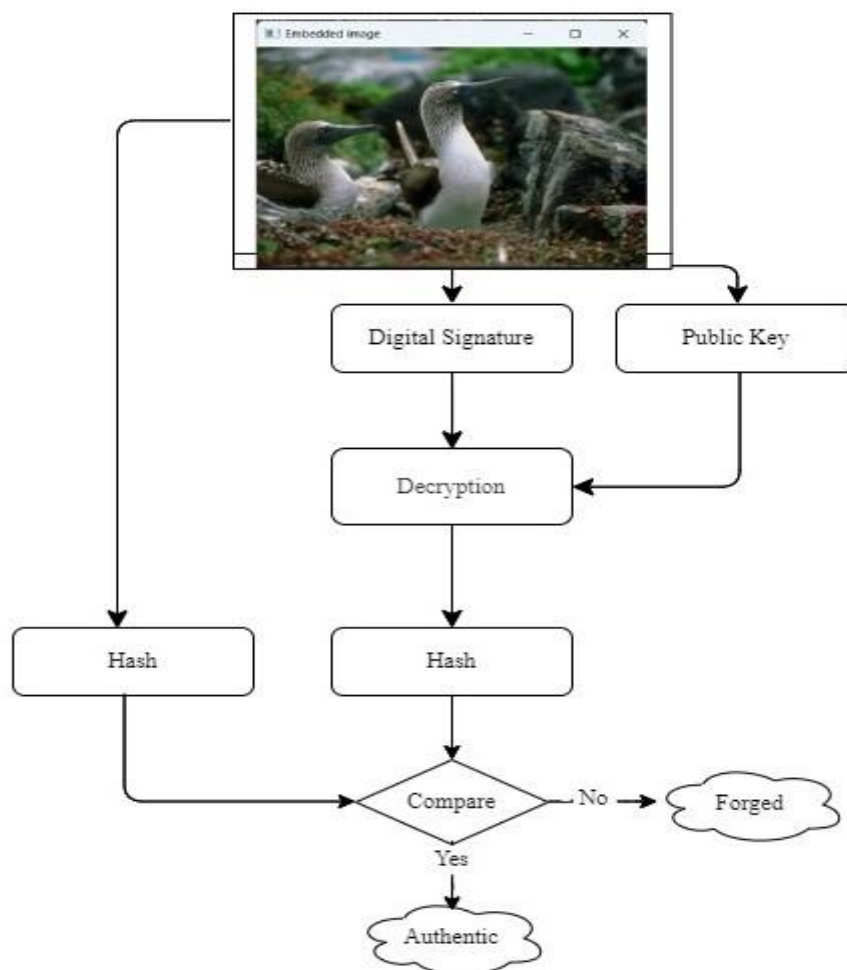 Embedded image
Digital Signature
Public Key
Decryption
Hash
Hash
Compare
No
Forged
Yes
Authentic